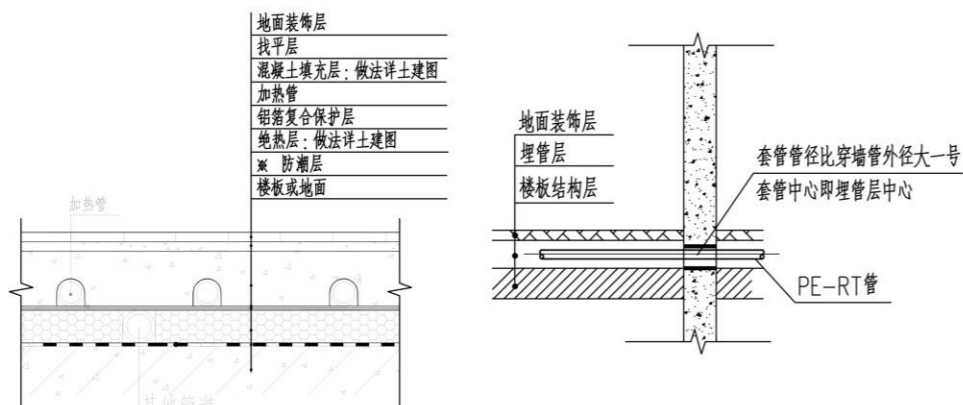 地面装饰层
找平层
混凝土填充层：做法详土建图
加热管
铝箔复合保护层
绝热层：做法详土建图
※ 防潮层
楼板或地面
加热管
地面装饰层
埋管层
楼板结构层
套管管径比穿墙管外径大一号
套管中心即埋管层中心
PE-RT管